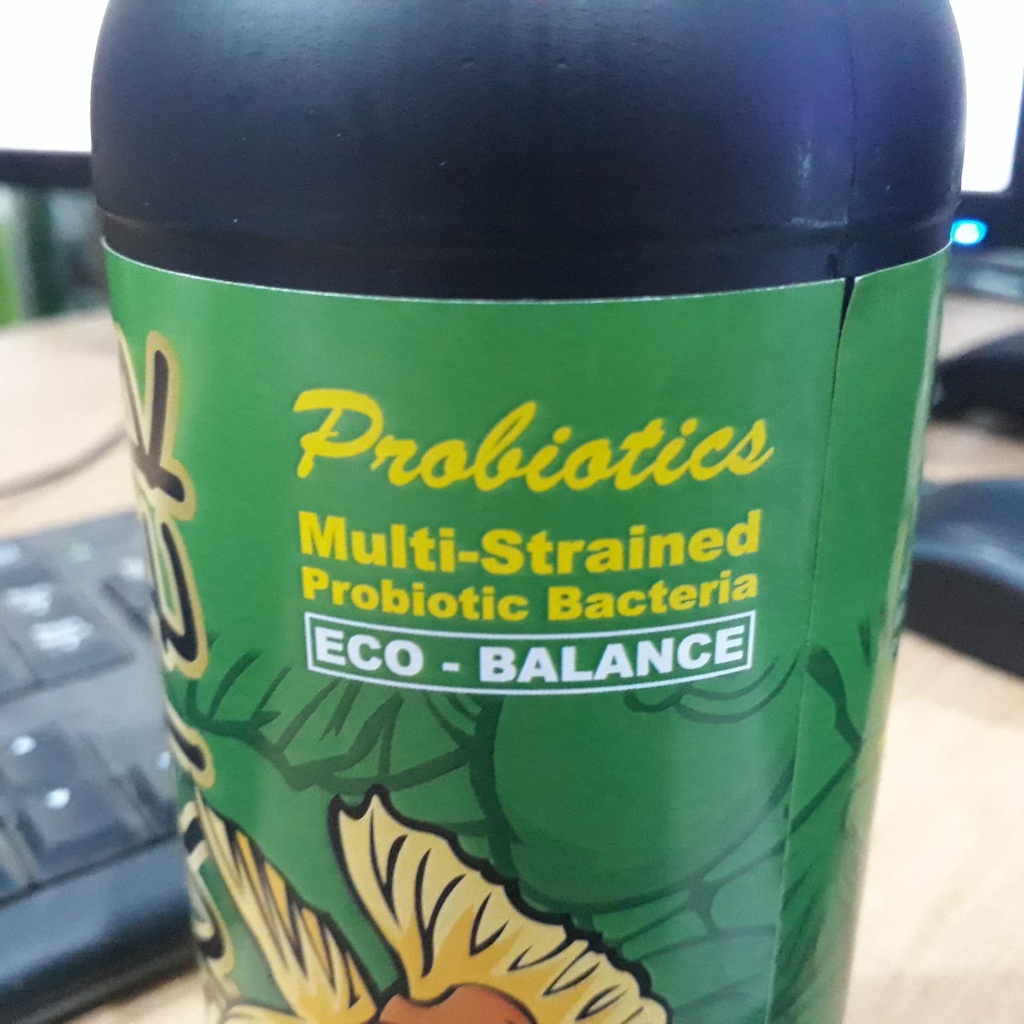 Probiotics
Multi-Strained
Probiotic Bacteria
ECO - BALANCE